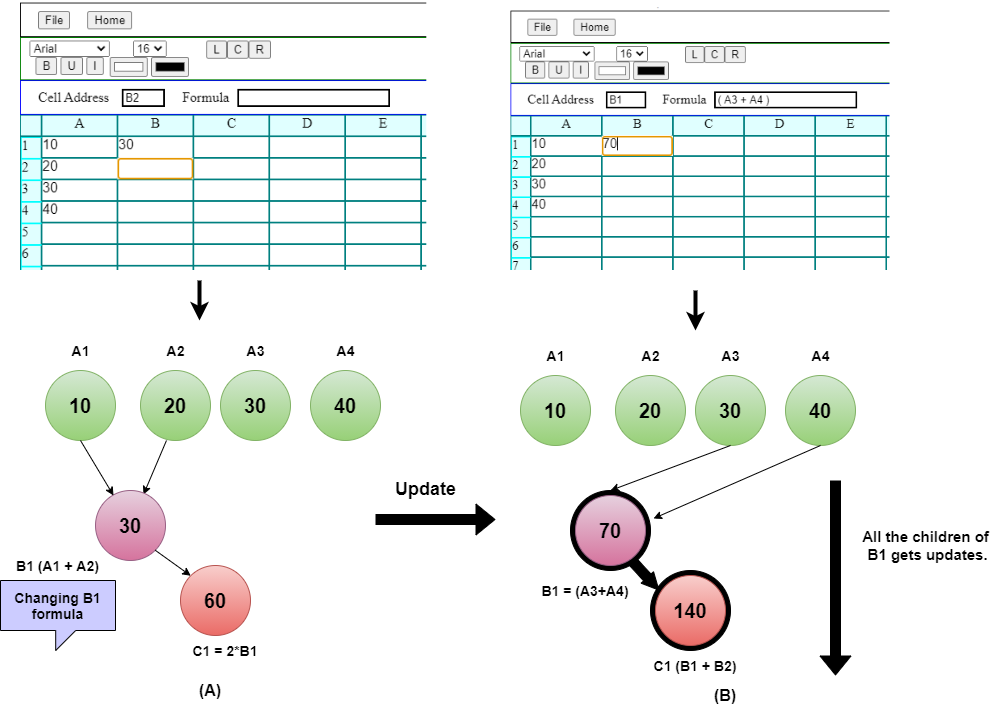 File Home
Arial 16 L C R
B U I
Cell Address B2 Formula
A B C D E
1 10 30
2 20
3 30
4 40
5
6
File Home
Arial 16 L C R
B U I
Cell Address B1 Formula ( A3 + A4 )
A B C D E
1 10 70
2 20
3 30
4 40
5
6
7
A1 A2 A3 A4
10 20 30 40
30
B1 (A1 + A2)
Changing B1
formula
60
C1 = 2*B1
(A)
Update
A1 A2 A3 A4
10 20 30 40
70
B1 = (A3+A4)
140
C1 (B1 + B2)
(B)
All the children of
B1 gets updates.